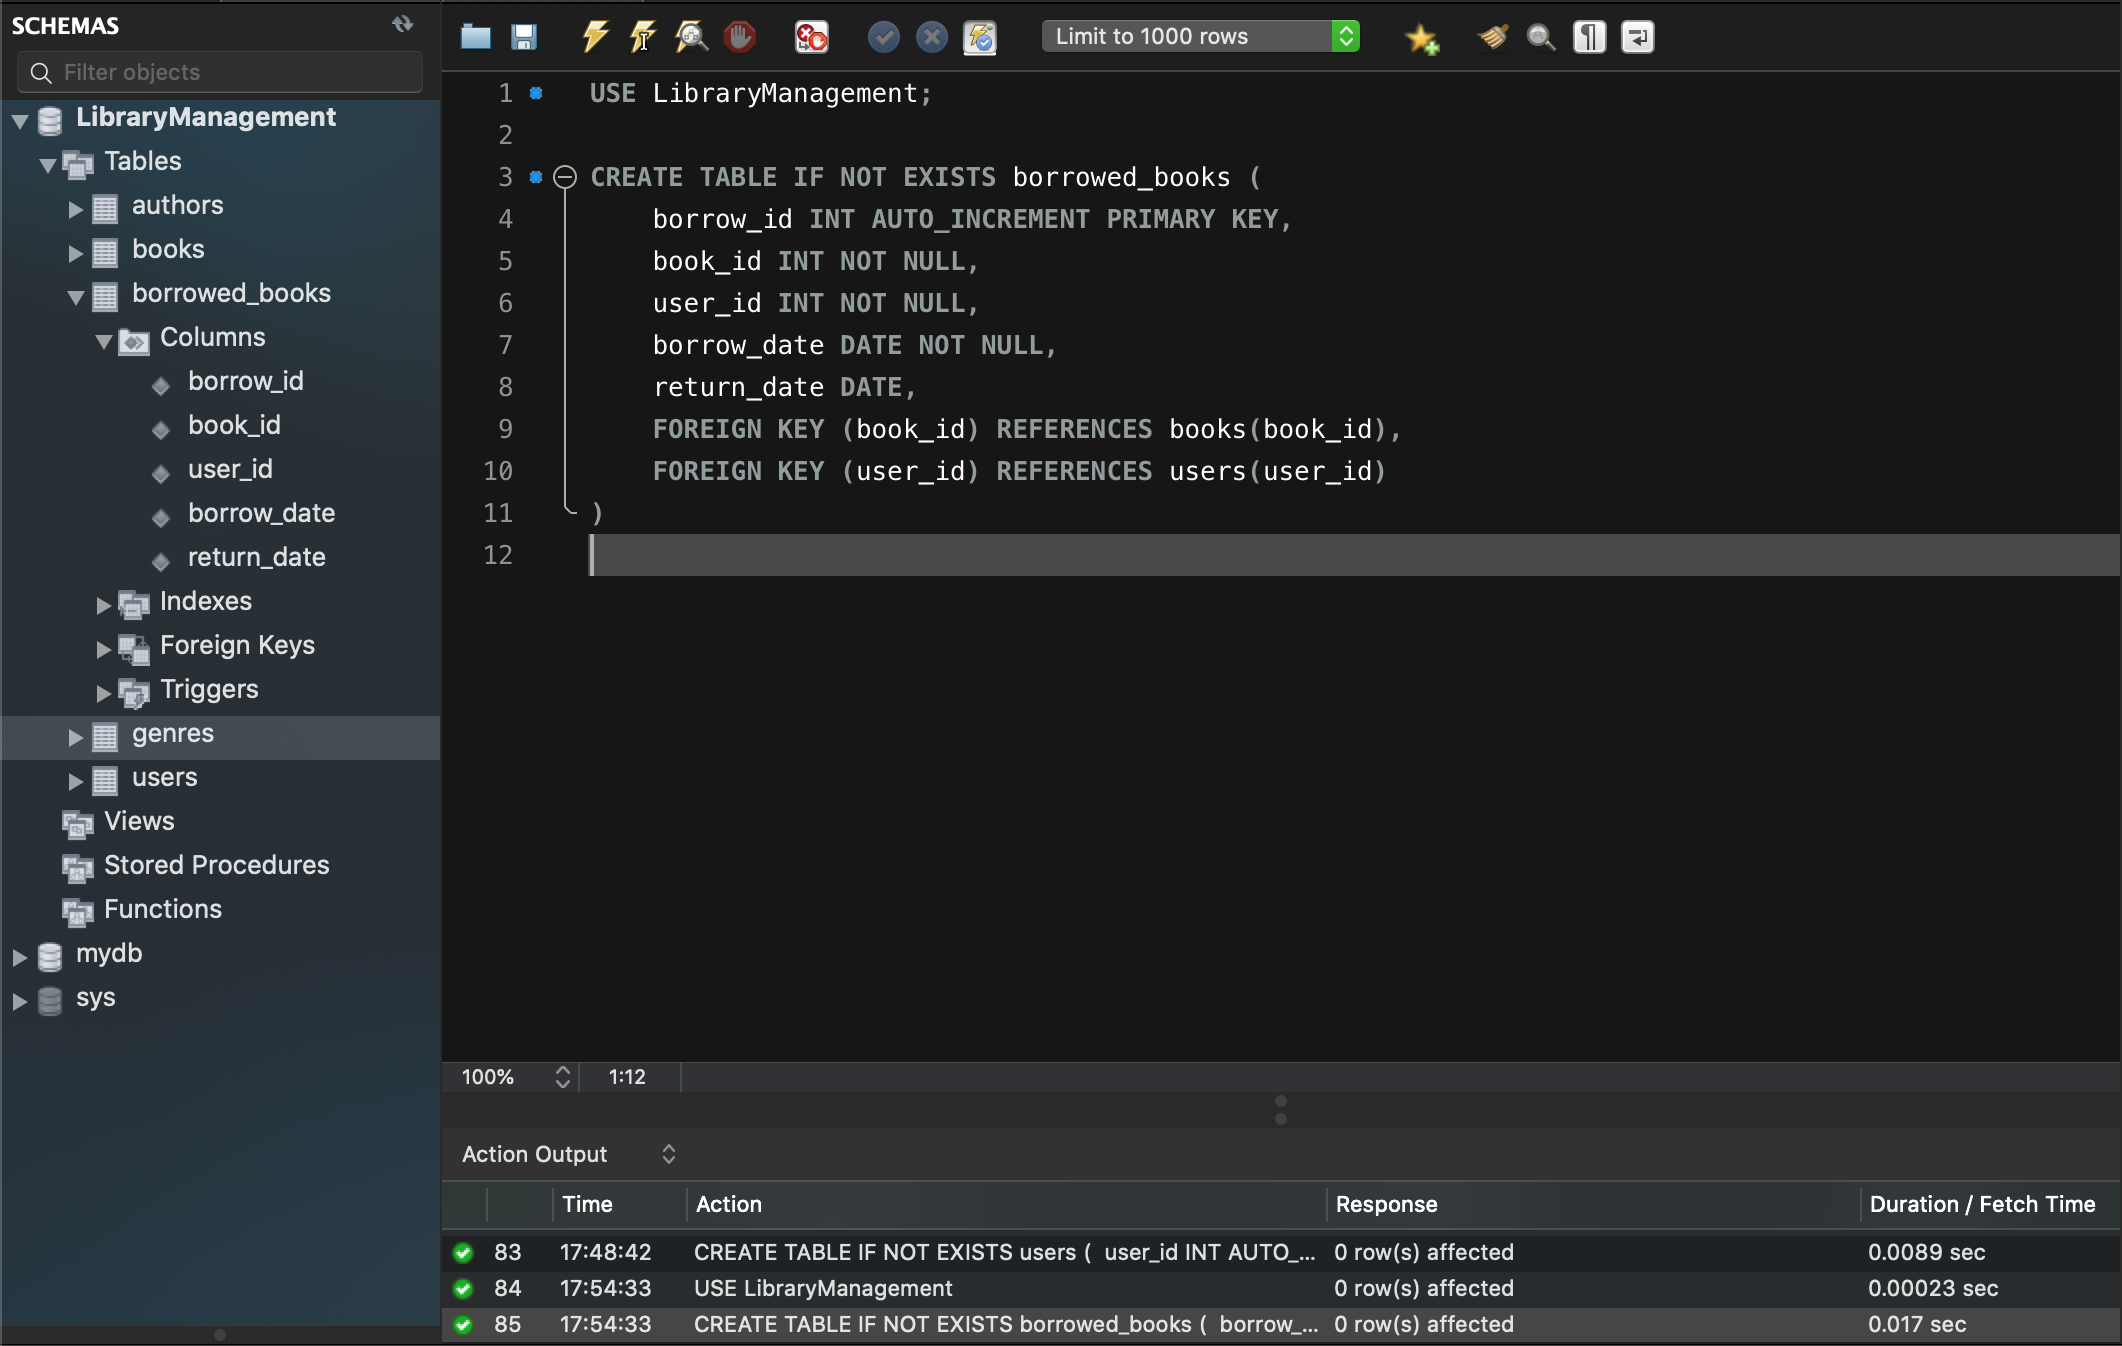 SCHEMAS
Filter objects
LibraryManagement
Tables
authors
books
borrowed_books
Columns
borrow_id
book_id
user_id
borrow_date
return_date
Indexes
Foreign Keys
Triggers
genres
users
Views
Stored Procedures
Functions
mydb
sys
Limit to 1000 rows
1 USE LibraryManagement;
2
3 CREATE TABLE IF NOT EXISTS borrowed_books (
4 borrow_id INT AUTO_INCREMENT PRIMARY KEY,
5 book_id INT NOT NULL,
6 user_id INT NOT NULL,
7 borrow_date DATE NOT NULL,
8 return_date DATE,
9 FOREIGN KEY (book_id) REFERENCES books(book_id),
10 FOREIGN KEY (user_id) REFERENCES users(user_id)
11 )
12
100% 1:12
Action Output
Time Action Response Duration / Fetch Time
83 17:48:42 CREATE TABLE IF NOT EXISTS users ( user_id INT AUTO_... 0 row(s) affected 0.0089 sec
84 17:54:33 USE LibraryManagement 0 row(s) affected 0.00023 sec
85 17:54:33 CREATE TABLE IF NOT EXISTS borrowed_books ( borrow_... 0 row(s) affected 0.017 sec